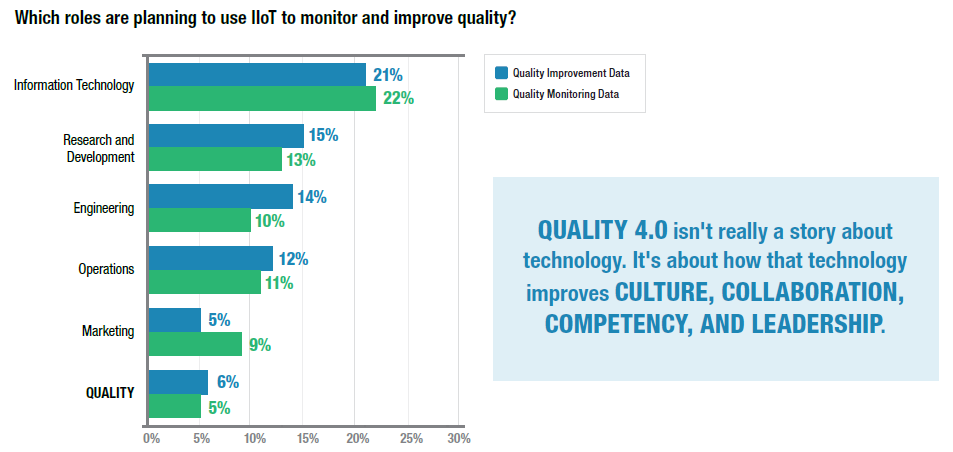 Which roles are planning to use IIoT to monitor and improve quality?
Information Technology
21%
22%
Research and
Development
15%
13%
Engineering
14%
10%
Operations
12%
11%
Marketing
5%
9%
QUALITY
6%
5%
0% 5% 10% 15% 20% 25% 30%
Quality Improvement Data
Quality Monitoring Data
QUALITY 4.0 isn't really a story about
technology. It's about how that technology
improves CULTURE, COLLABORATION,
COMPETENCY, AND LEADERSHIP.